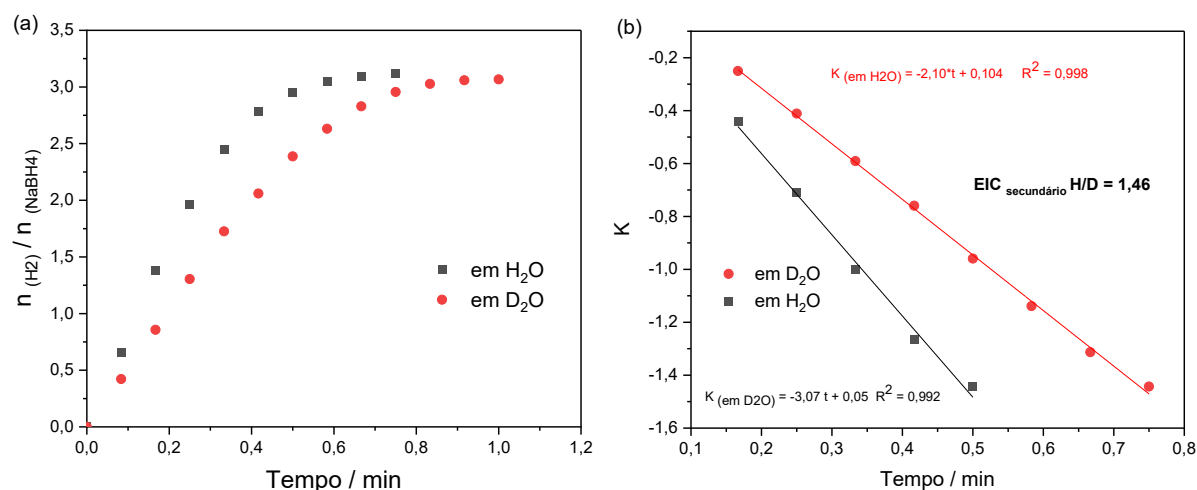 (a)
3,5
3,0
2,5
2,0
1,5
1,0
0,5
0,0
n (H2) / n (NaBH4)
em H2O
em D2O
0,0 0,2 0,4 0,6 0,8 1,0 1,2
Tempo / min
(b)
-0,2
-0,4
-0,6
-0,8
-1,0
-1,2
-1,4
-1,6
K
K (em H2O) = -2,10*t + 0,104 R2 = 0,998
EIC secundário H/D = 1,46
em D2O
em H2O
K (em D2O) = -3,07 t + 0,05 R2 = 0,992
0,1 0,2 0,3 0,4 0,5 0,6 0,7 0,8
Tempo / min